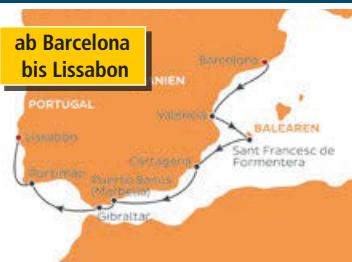 ab Barcelona
bis Lissabon
Barcelona
ANIEN
PORTUGAL
Valencia
BALEAREN
Lissabon
Sant Francesc de
Formentera
Cartagena
Portimão
Puerto Banús
(Marbella)
Gibraltar